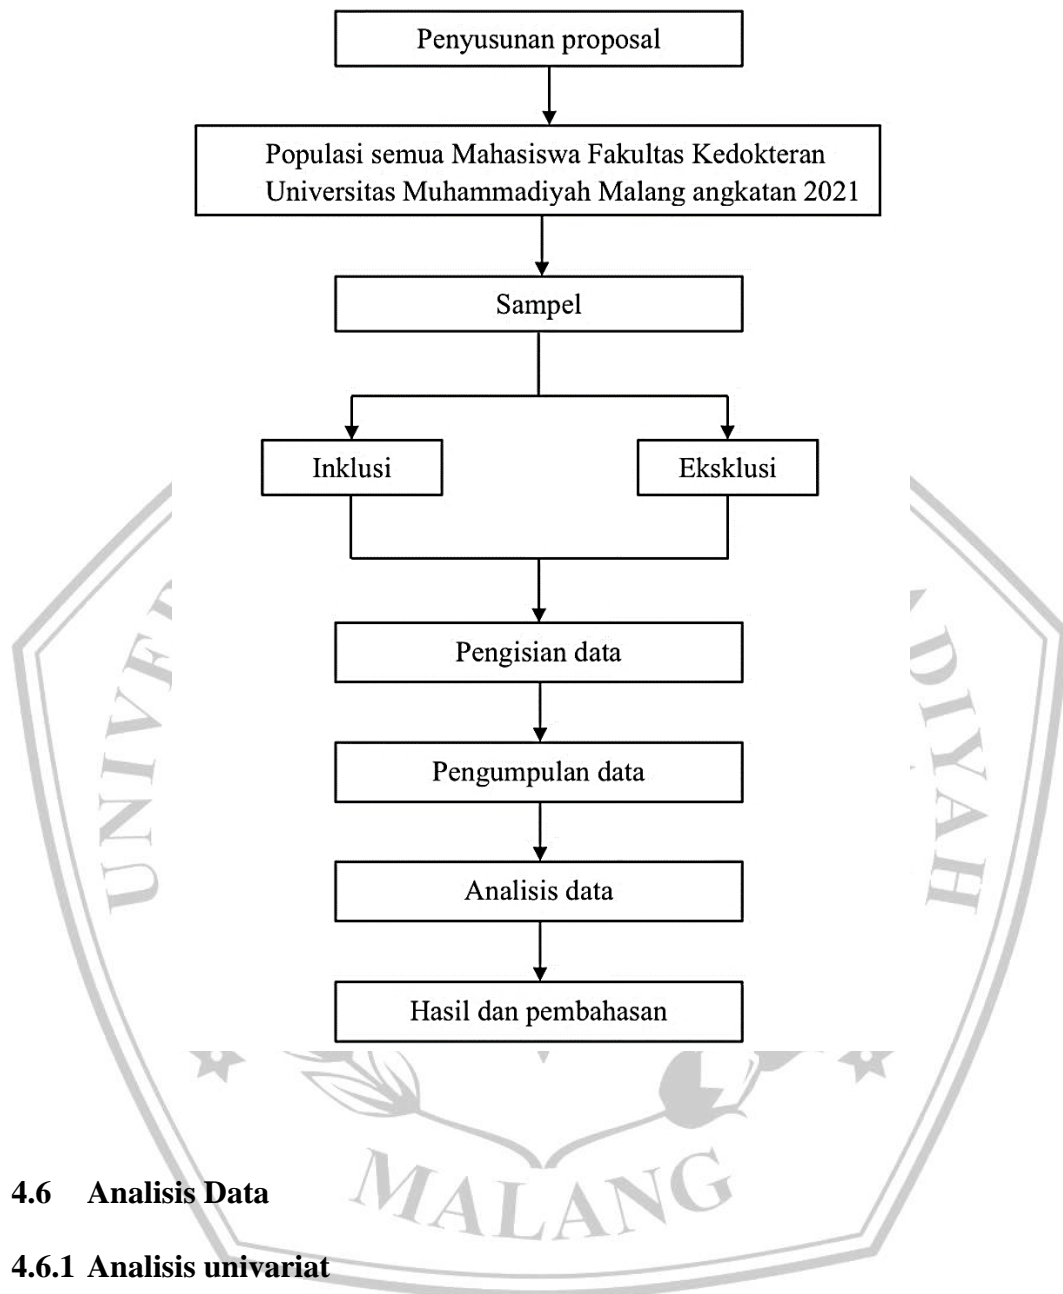 Penyusunan proposal
Populasi semua Mahasiswa Fakultas Kedokteran
Universitas Muhammadiyah Malang angkatan 2021
Sampel
Inklusi
Eksklusi
Pengisian data
Pengumpulan data
Analisis data
Hasil dan pembahasan
MALANG
4.6 Analisis Data
4.6.1 Analisis univariat